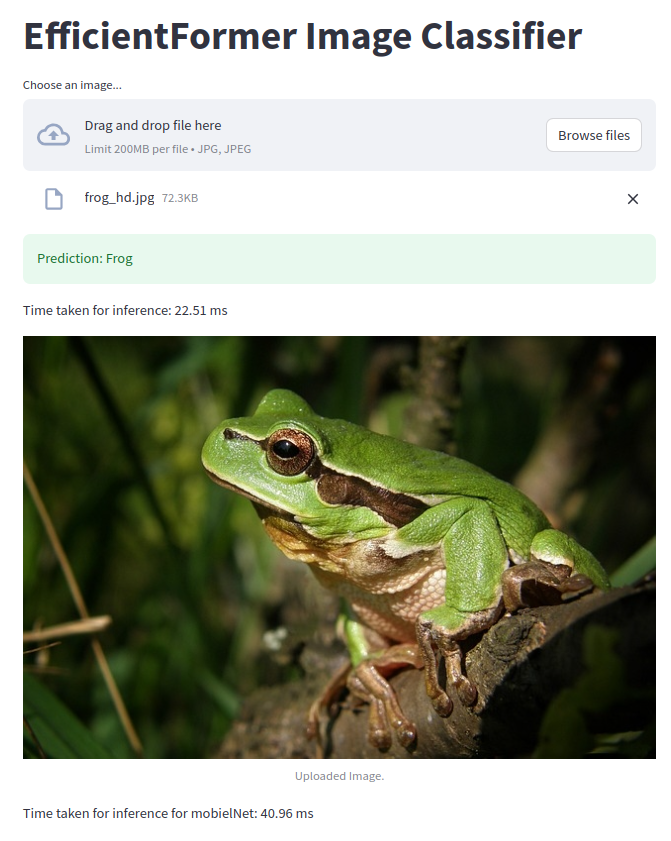 EfficientFormer Image Classifier
Choose an image...
Drag and drop file here
Limit 200MB per file • JPG, JPEG
Browse files
frog_hd.jpg 72.3KB
Prediction: Frog
Time taken for inference: 22.51 ms
Uploaded Image.
Time taken for inference for mobielNet: 40.96 ms